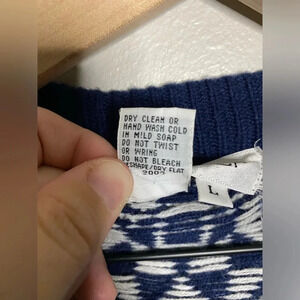 DRY CLEAN OR
HAND WASH COLD
IN MILD SOAP
DO NOT TWIST
OR WRING
DO NOT BLEACH
RESHAPE/DRY FLAT
2002
L